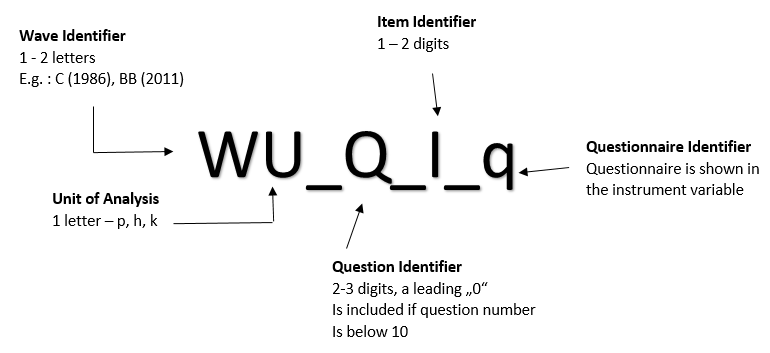 Wave Identifier
1 - 2 letters
E.g. : C (1986), BB (2011)
Item Identifier
1 – 2 digits
WU_Q_I_q
Questionnaire Identifier
Questionnaire is shown in
the instrument variable
Unit of Analysis
1 letter – p, h, k
Question Identifier
2-3 digits, a leading „0“
Is included if question number
Is below 10